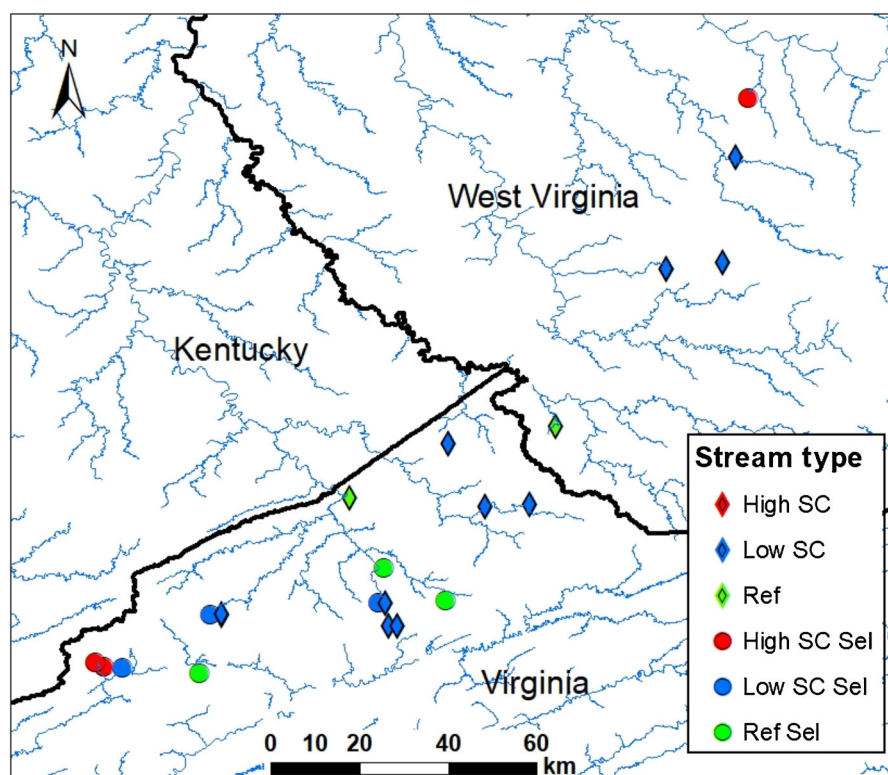 N
West Virginia
Kentucky
Virginia
Stream type
High SC
Low SC
Ref
High SC Sel
Low SC Sel
Ref Sel
0 10 20 40 60
km